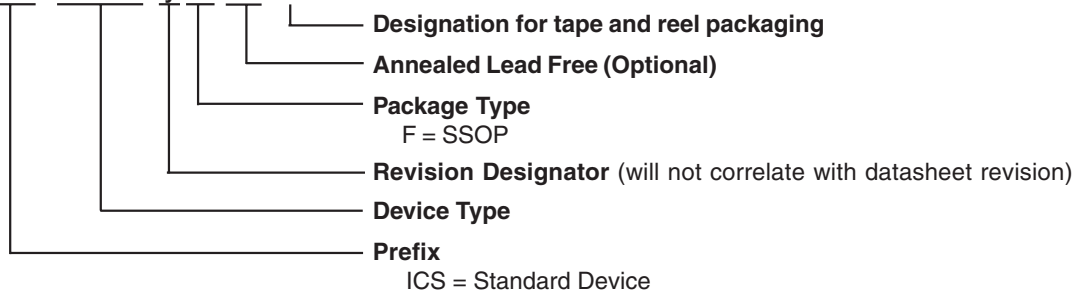 Designation for tape and reel packaging
Annealed Lead Free (Optional)
Package Type
F = SSOP
Revision Designator (will not correlate with datasheet revision)
Device Type
Prefix
ICS = Standard Device